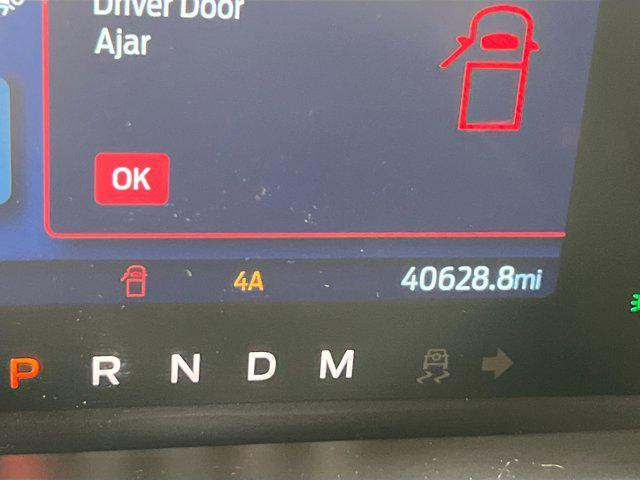 Driver Door
Ajar
OK
4A 40628.8mi
P R N D M